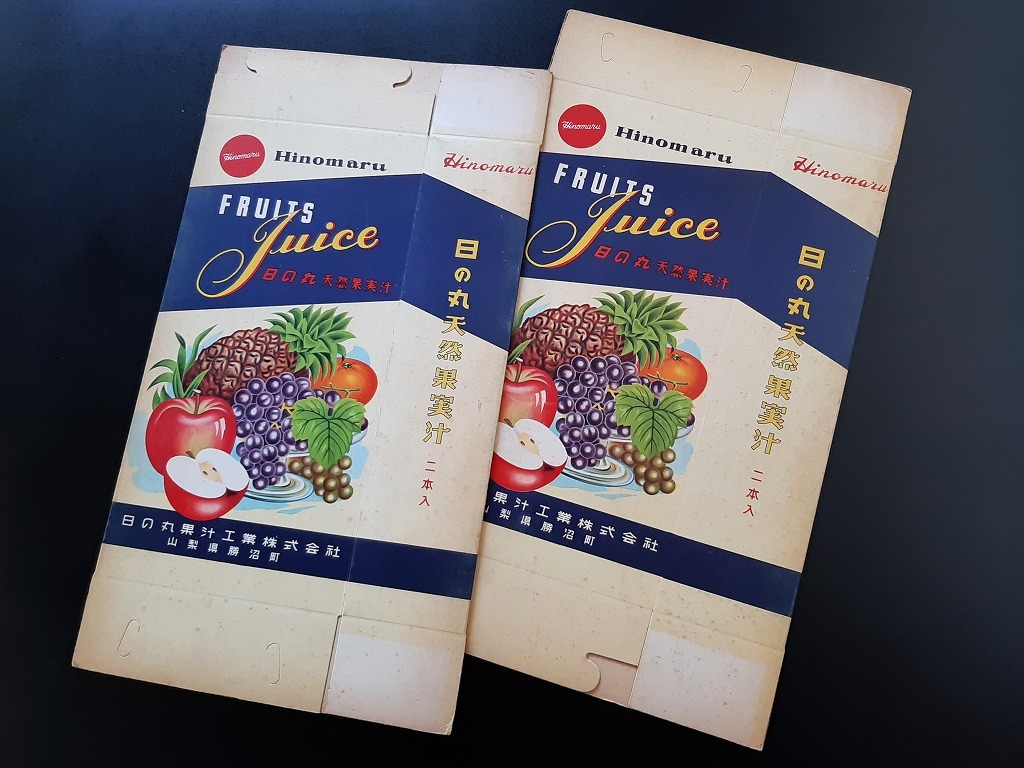 Hinomaru
Hinomaru
Hinomaru
FRUITS
Juice
日の丸天然果実汁
日の丸天然果実汁
二本入
日の丸果汁工業株式会社
山梨県勝沼町
Hinomaru
Hinomaru
Hinomaru
FRUITS
Juice
日の丸天然果実汁
日の丸天然果実汁
二本入
果汁工業株式会社
山梨県勝沼町